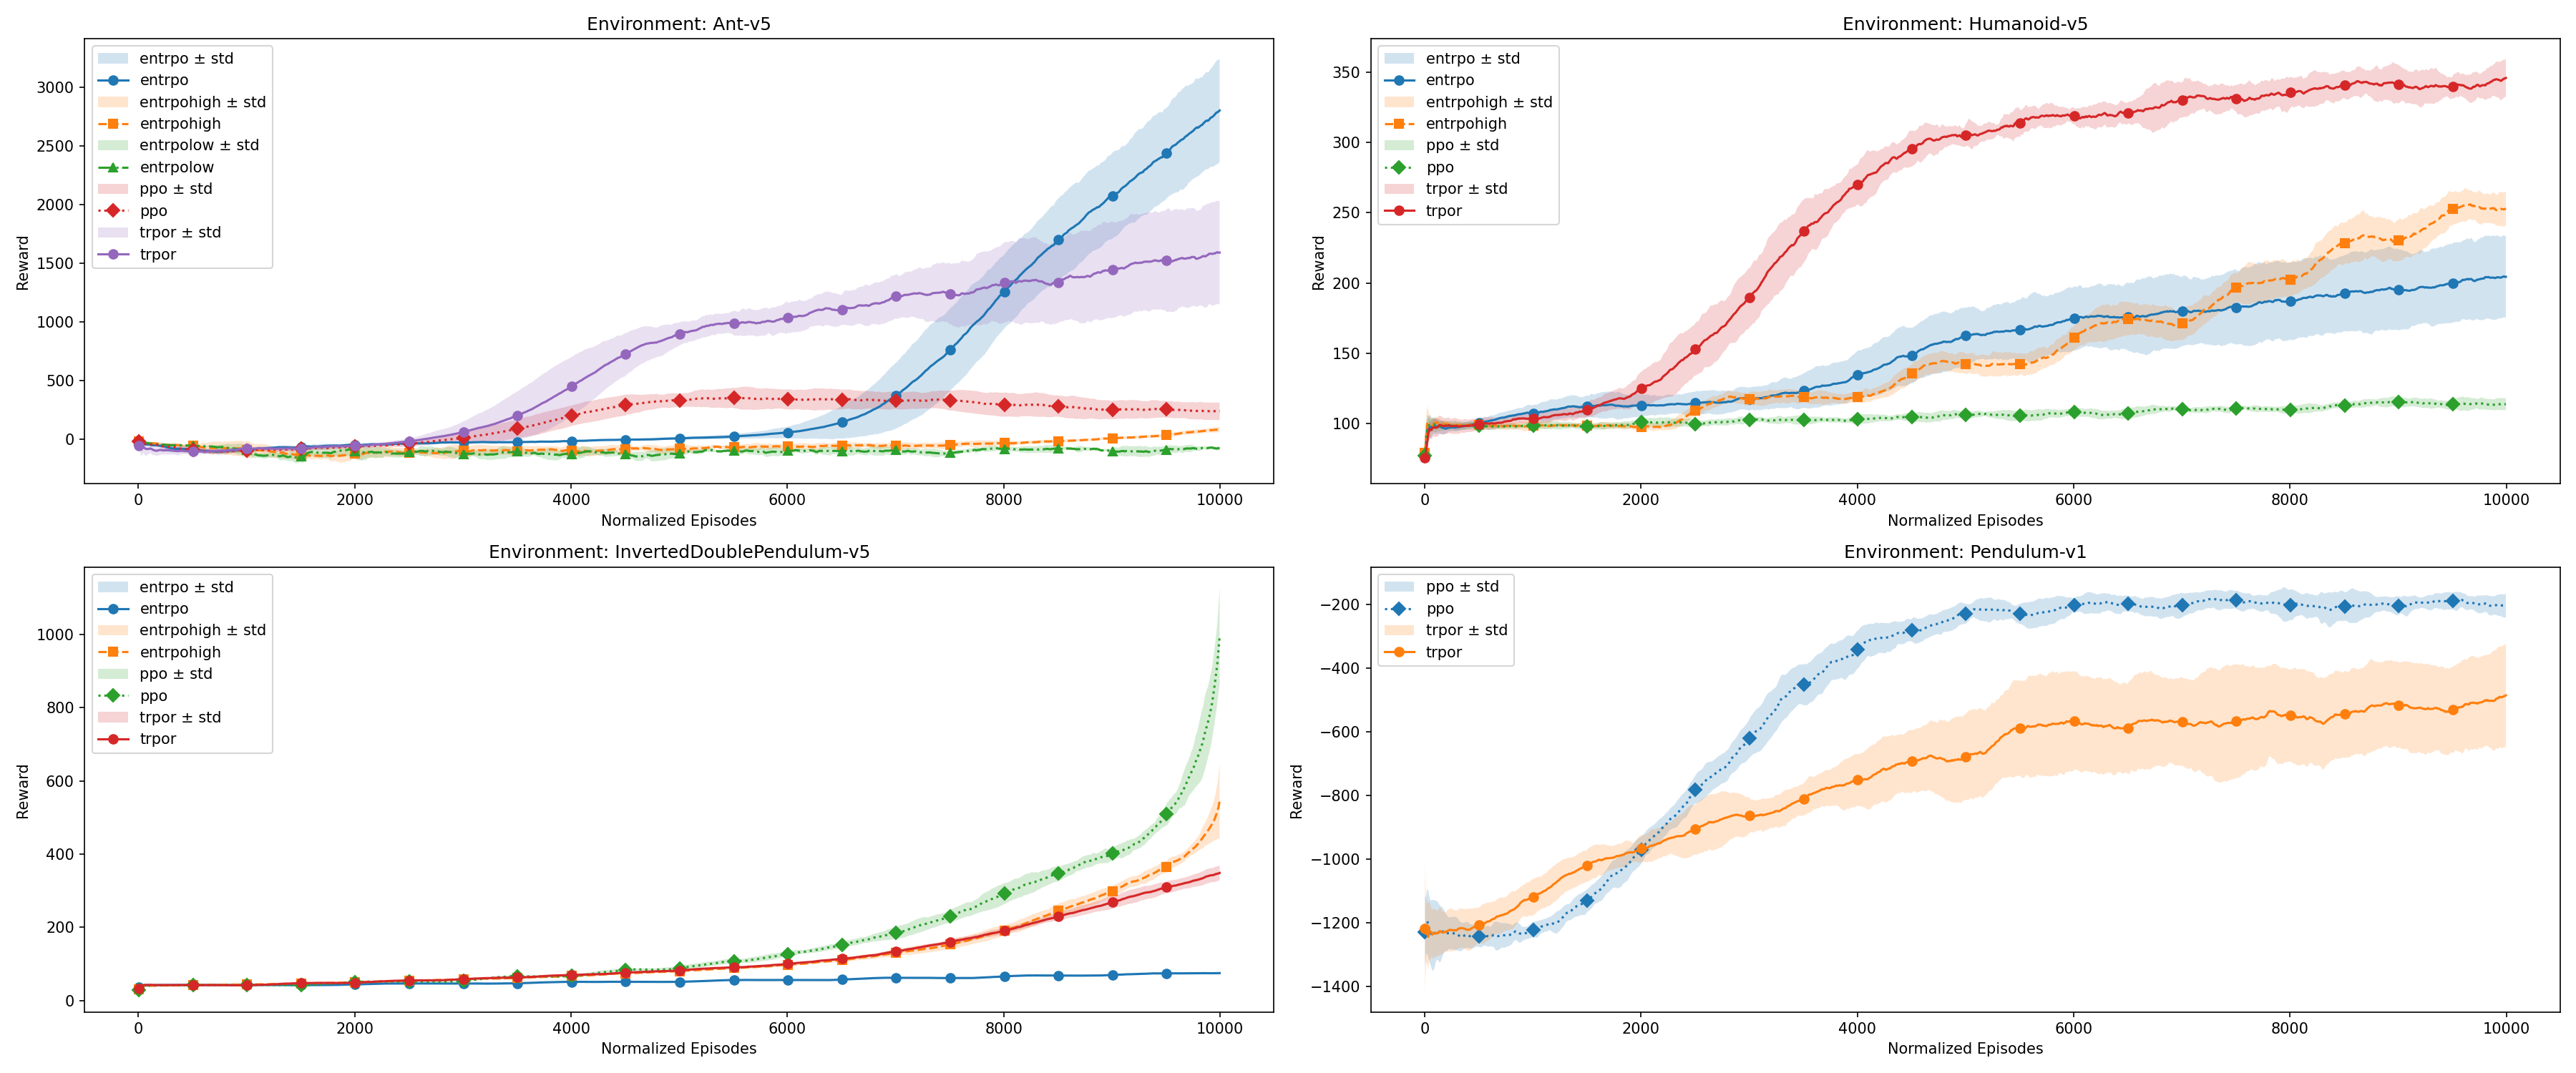 Environment: Ant-v5
entrpo ± std
entrpo
entrpohigh ± std
entrpohigh
entrpolow ± std
entrpolow
ppo ± std
ppo
trpor ± std
trpor
3000
2500
2000
1500
1000
500
0
Reward
0 2000 4000 6000 8000 10000
Normalized Episodes
Environment: Humanoid-v5
entrpo ± std
entrpo
entrpohigh ± std
entrpohigh
ppo ± std
ppo
trpor ± std
trpor
350
300
250
200
150
100
Reward
0 2000 4000 6000 8000 10000
Normalized Episodes
Environment: InvertedDoublePendulum-v5
entrpo ± std
entrpo
entrpohigh ± std
entrpohigh
ppo ± std
ppo
trpor ± std
trpor
1000
800
600
400
200
0
Reward
0 2000 4000 6000 8000 10000
Normalized Episodes
Environment: Pendulum-v1
ppo ± std
ppo
trpor ± std
trpor
−200
−400
−600
−800
−1000
−1200
−1400
Reward
0 2000 4000 6000 8000 10000
Normalized Episodes